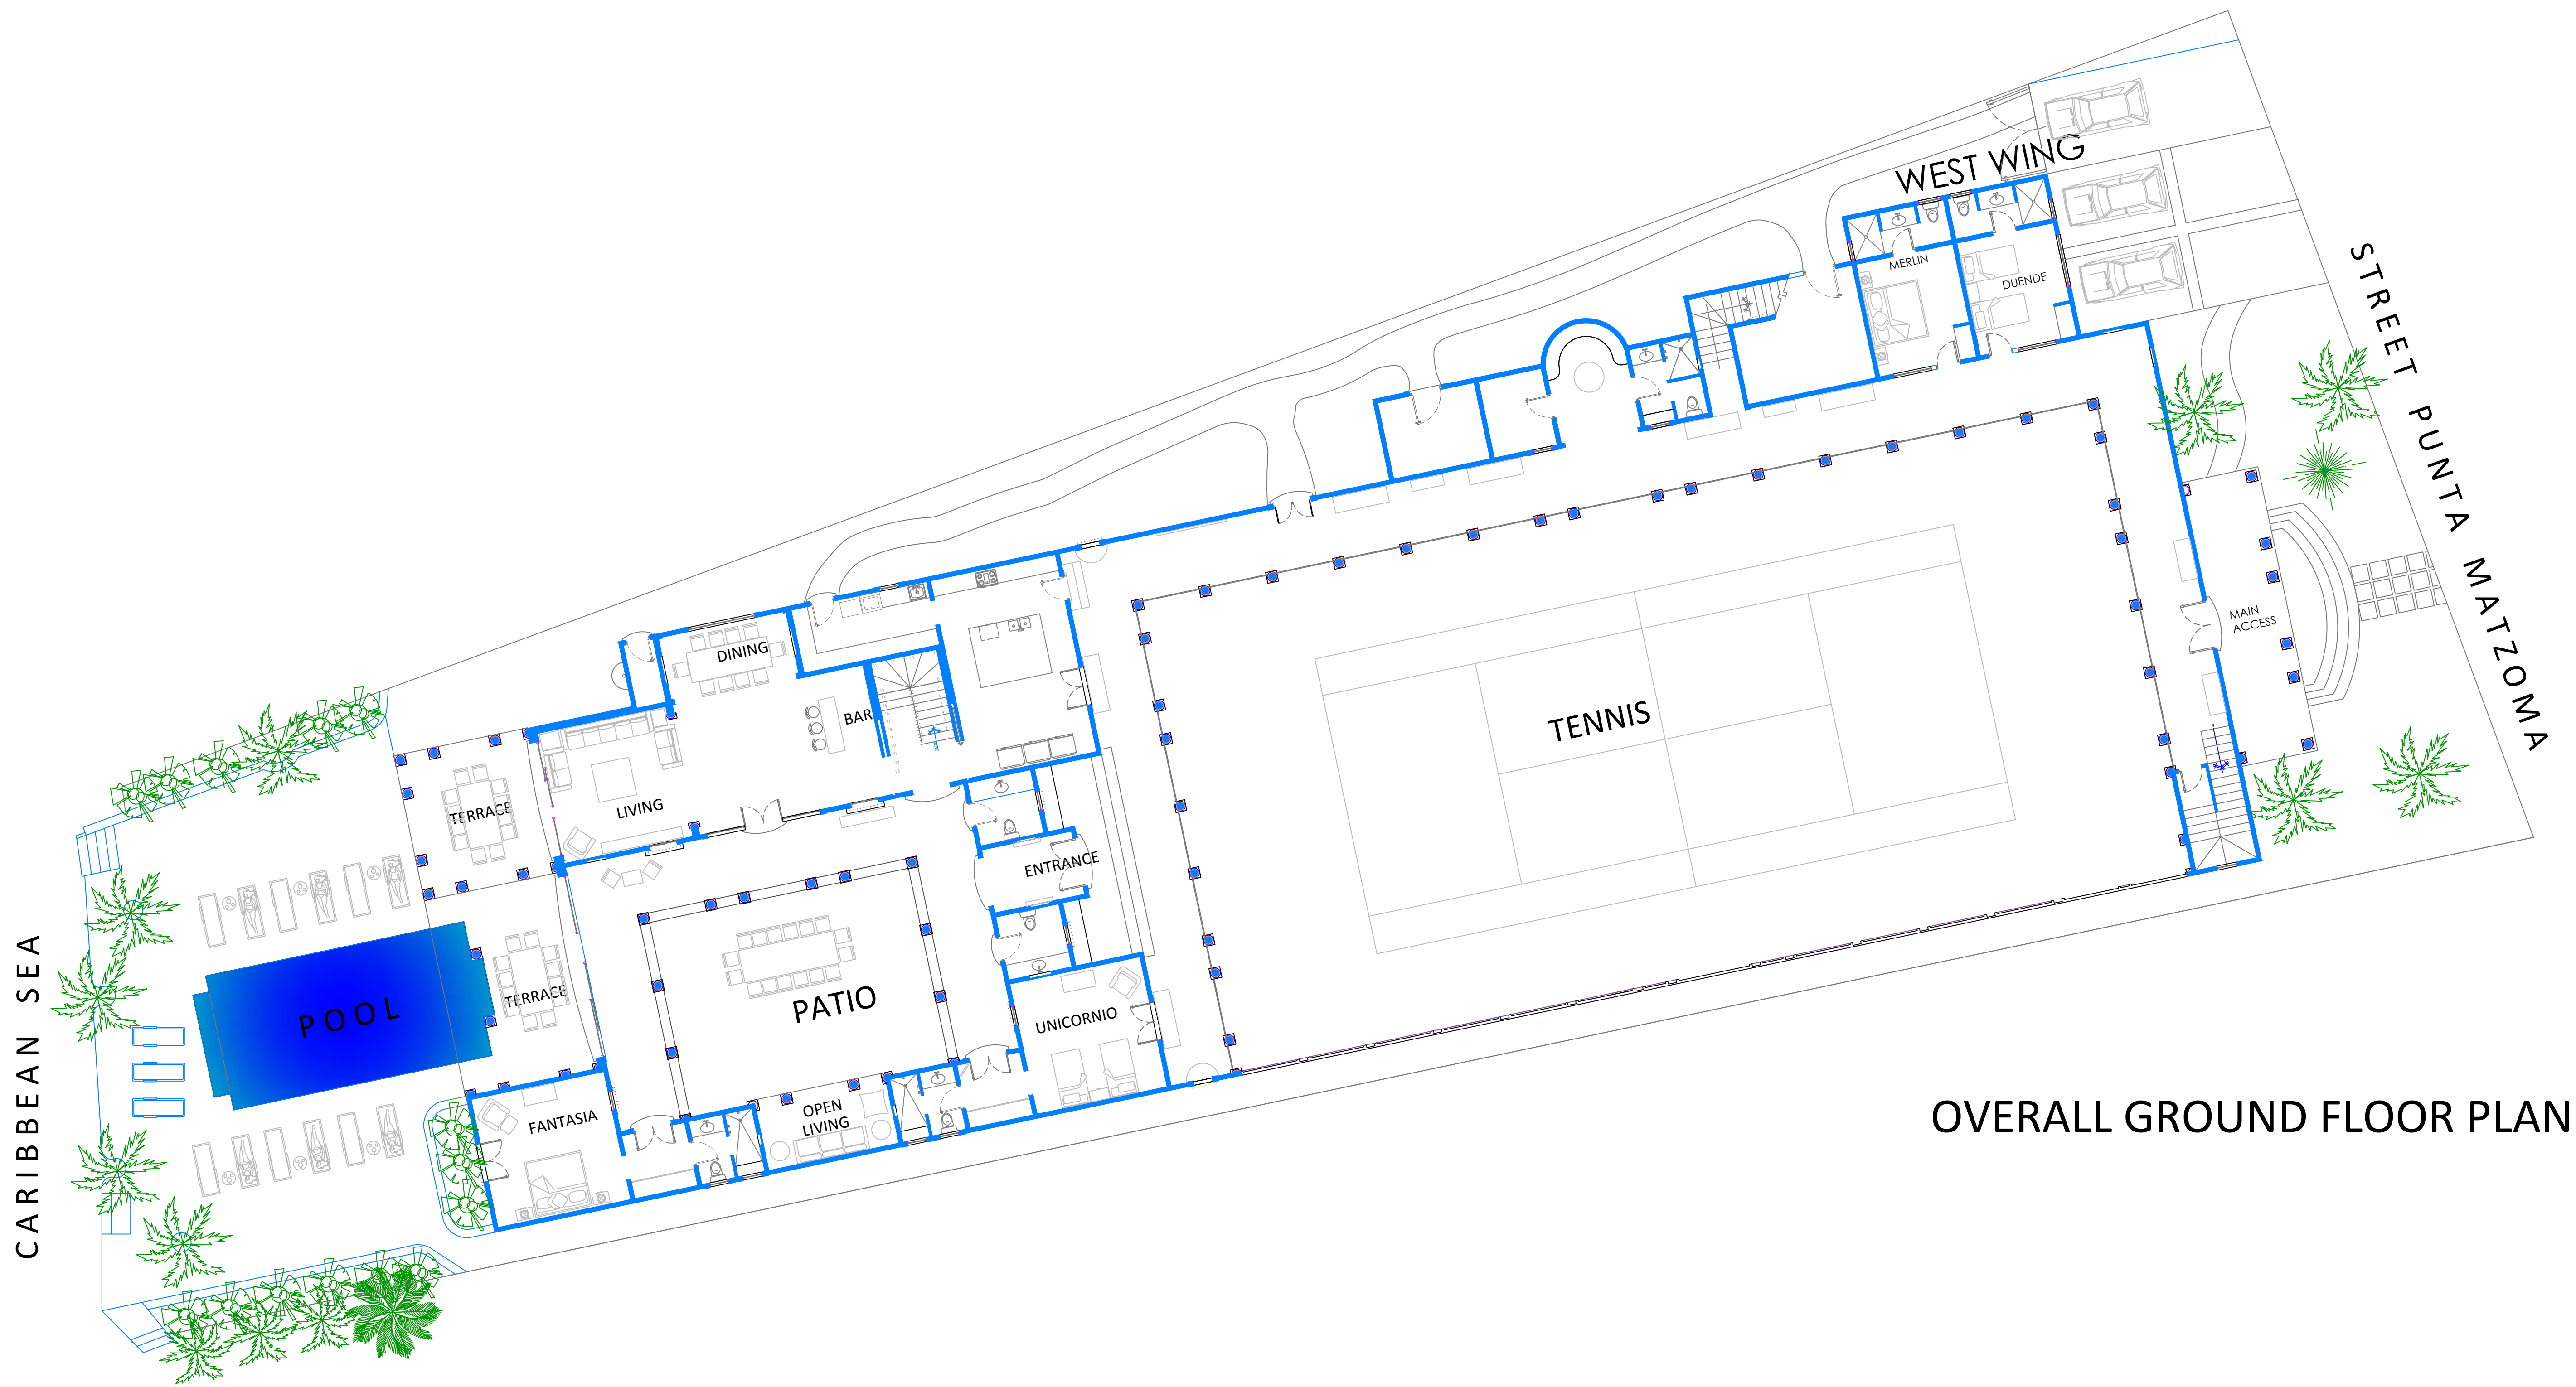 WEST WING
MERLIN
DUENDE
STREET PUNTA MATZOMA
MAIN
ACCESS
DINING
BAR
TENNIS
LIVING
TERRACE
ENTRANCE
CARIBBEAN SEA
POOL
TERRACE
PATIO
UNICORNIO
OPEN
LIVING
FANTASIA
OVERALL GROUND FLOOR PLAN